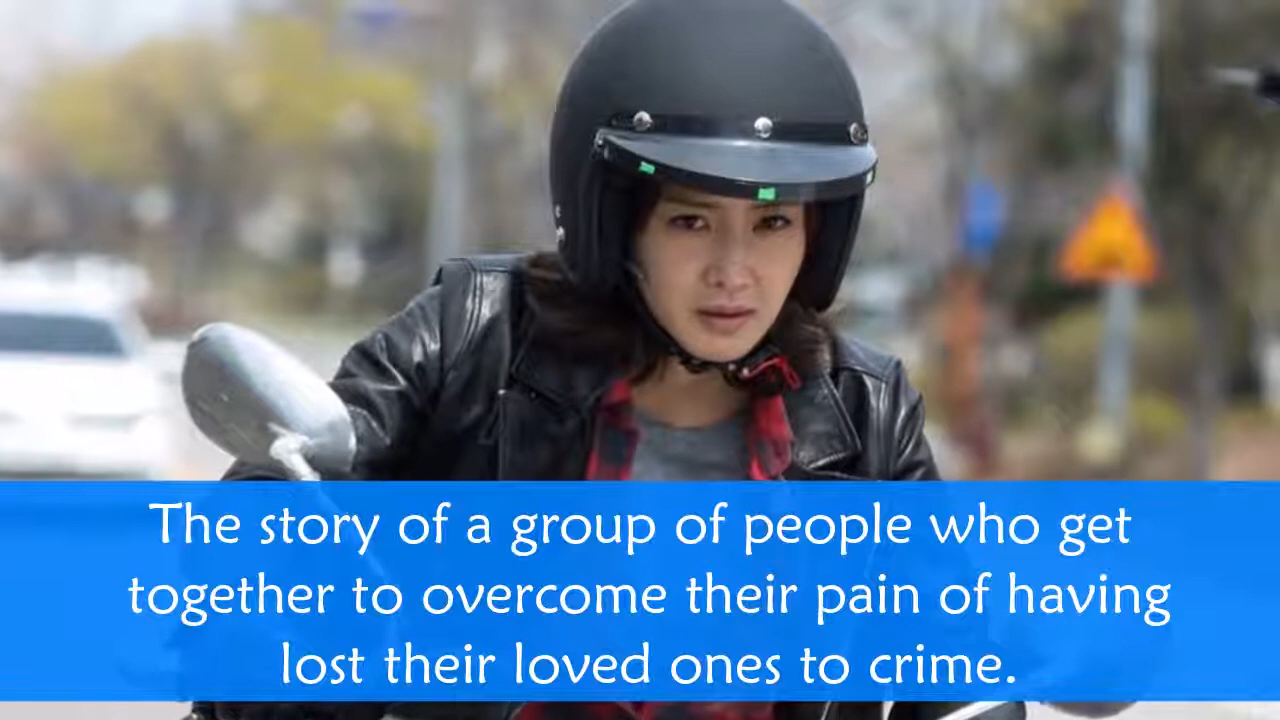 The story of a group of people who get
together to overcome their pain of having
lost their loved ones to crime.